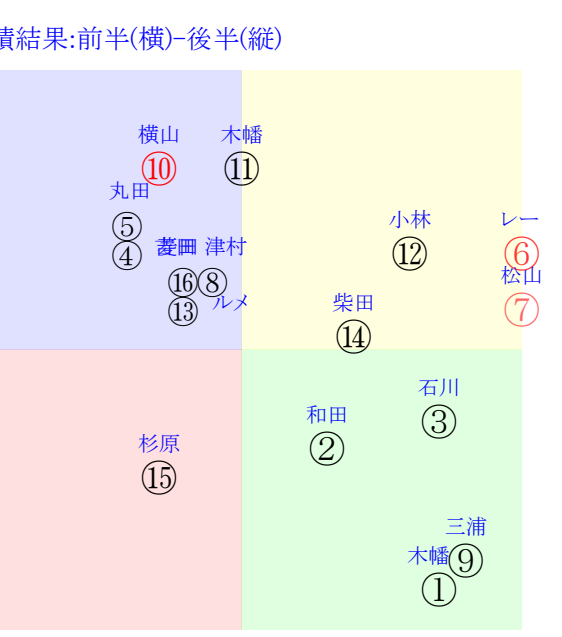 績結果:前半(横)-後半(縦)
横山 木幡
⑩ ⑪
丸田
⑤
小林 レー
④ 津村 ⑫ ⑥
松山
⑯⑧
⑬ ルメ 柴田 ⑦
⑭
石川
和田 ③
杉原 ②
⑮
三浦
木幡⑨
①